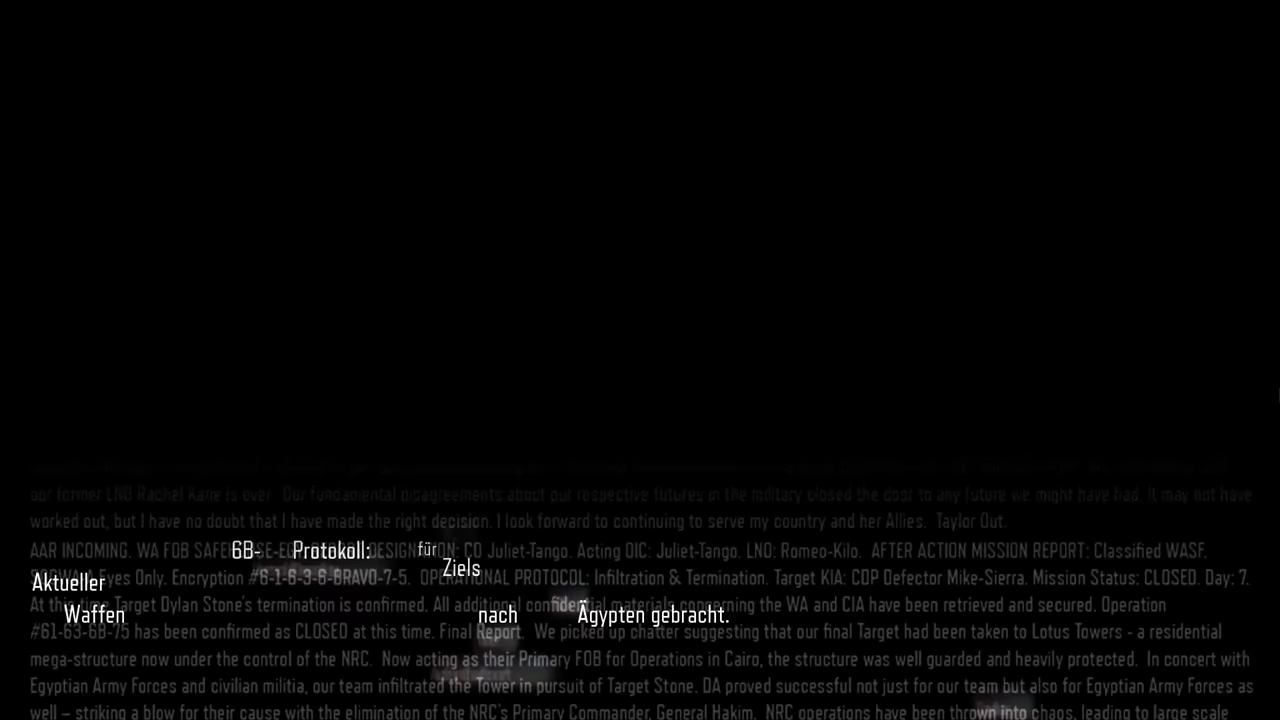 our former LNO Rachel Kane is over. Our fundamental disagreements about our respective futures in the military closed the door to any future we might have had. It may not have
worked out, but I have no doubt that I have made the right decision. I look forward to continuing to serve my country and her Allies. Taylor Out.
AAR INCOMING. WA FOB DESIGNATION: CO Juliet-Tango. Acting OIC: Juliet-Tango. LNO: Romeo-Kilo. AFTER ACTION MISSION REPORT: Classified WASF,
6B- Protokoll: für
Ziels
Eyes Only. Encryption #6-1-6-3-6-BRAVO-7-5. OPERATIONAL PROTOCOL: Infiltration & Termination. Target KIA: CDP Defector Mike-Sierra. Mission Status: CLOSED. Day: 7.
Aktueller
At this time Target Dylan Stone's termination is confirmed. All additional confidential materials concerning the WA and CIA have been retrieved and secured. Operation
Waffen nach Ägypten gebracht.
#61-63-6B-75 has been confirmed as CLOSED at this time. Final Report. We picked up chatter suggesting that our final Target had been taken to Lotus Towers - a residential
mega-structure now under the control of the NRC. Now acting as their Primary FOB for Operations in Cairo, the structure was well guarded and heavily protected. In concert with
Egyptian Army Forces and civilian militia, our team infiltrated the Tower in pursuit of Target Stone. DA proved successful not just for our team but also for Egyptian Army Forces as
well – striking a blow for their cause with the elimination of the NRC's Primary Commander, General Hakim. NRC operations have been thrown into chaos, leading to large scale